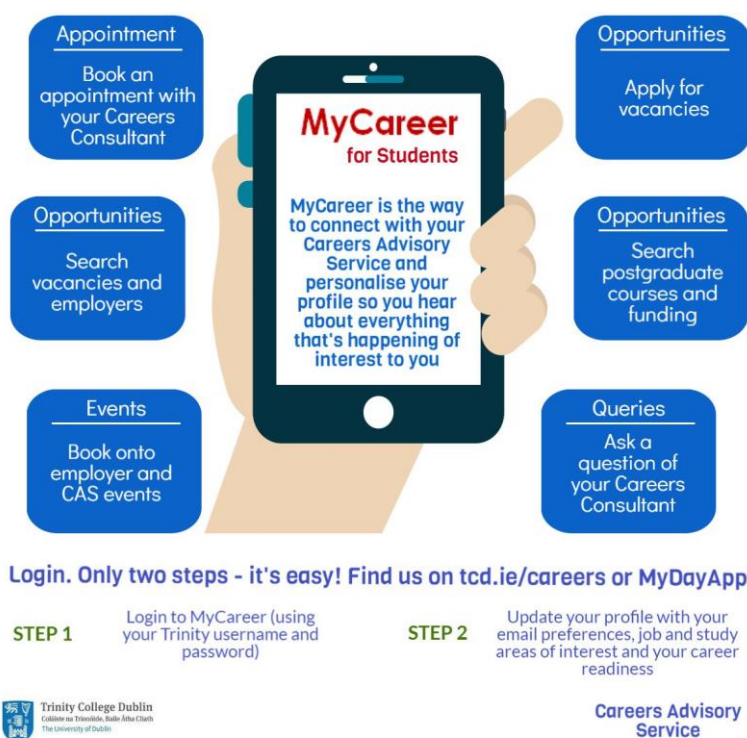 Appointment
Book an
appointment with
your Careers
Consultant
Opportunities
Search
vacancies and
employers
Events
Book onto
employer and
CAS events
MyCareer
for Students
MyCareer is the way
to connect with your
Careers Advisory
Service and
personalise your
profile so you hear
about everything
that's happening of
interest to you
Opportunities
Apply for
vacancies
Opportunities
Search
postgraduate
courses and
funding
Queries
Ask a
question of
your Careers
Consultant
Login. Only two steps - it's easy! Find us on tcd.ie/careers or MyDayApp
STEP 1
Login to MyCareer (using
your Trinity username and
password)
STEP 2
Update your profile with your
email preferences, job and study
areas of interest and your career
readiness
Trinity College Dublin
Coláiste na Tríonóide, Baile Átha Cliath
The University of Dublin
Careers Advisory
Service